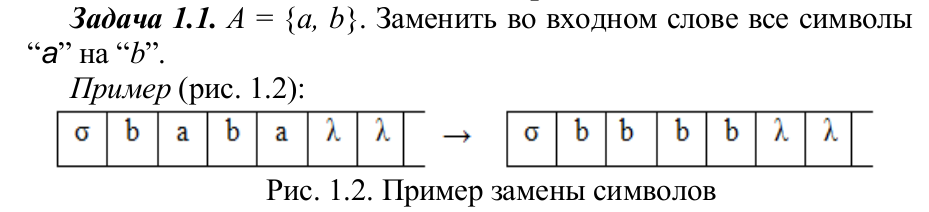 Задача 1.1. A = {a, b}. Заменить во входном слове все символы
“a” на “b”.
Пример (рис. 1.2):
σ b a b a λ λ → σ b b b b λ λ
Рис. 1.2. Пример замены символов